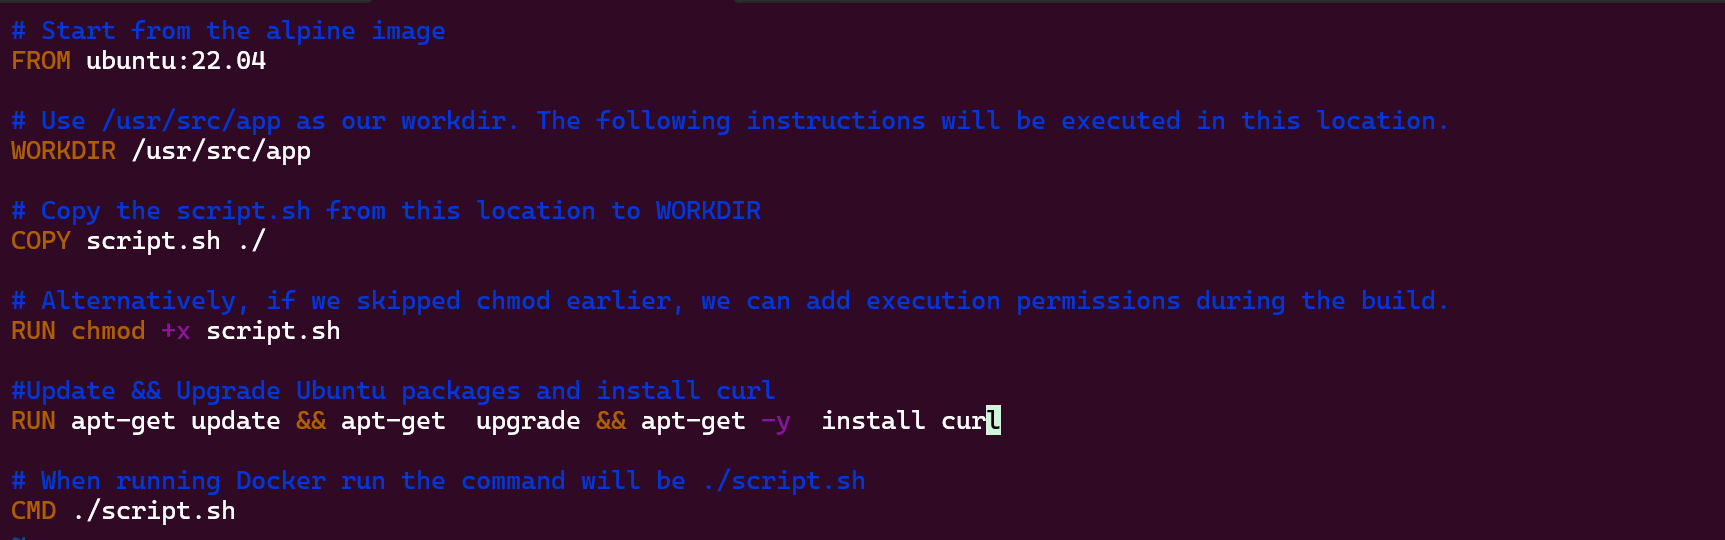 # Start from the alpine image
FROM ubuntu:22.04
# Use /usr/src/app as our workdir. The following instructions will be executed in this location.
WORKDIR /usr/src/app
# Copy the script.sh from this location to WORKDIR
COPY script.sh ./
# Alternatively, if we skipped chmod earlier, we can add execution permissions during the build.
RUN chmod +x script.sh
#Update && Upgrade Ubuntu packages and install curl
RUN apt-get update && apt-get  upgrade && apt-get -y  install curl
# When running Docker run the command will be ./script.sh
CMD ./script.sh